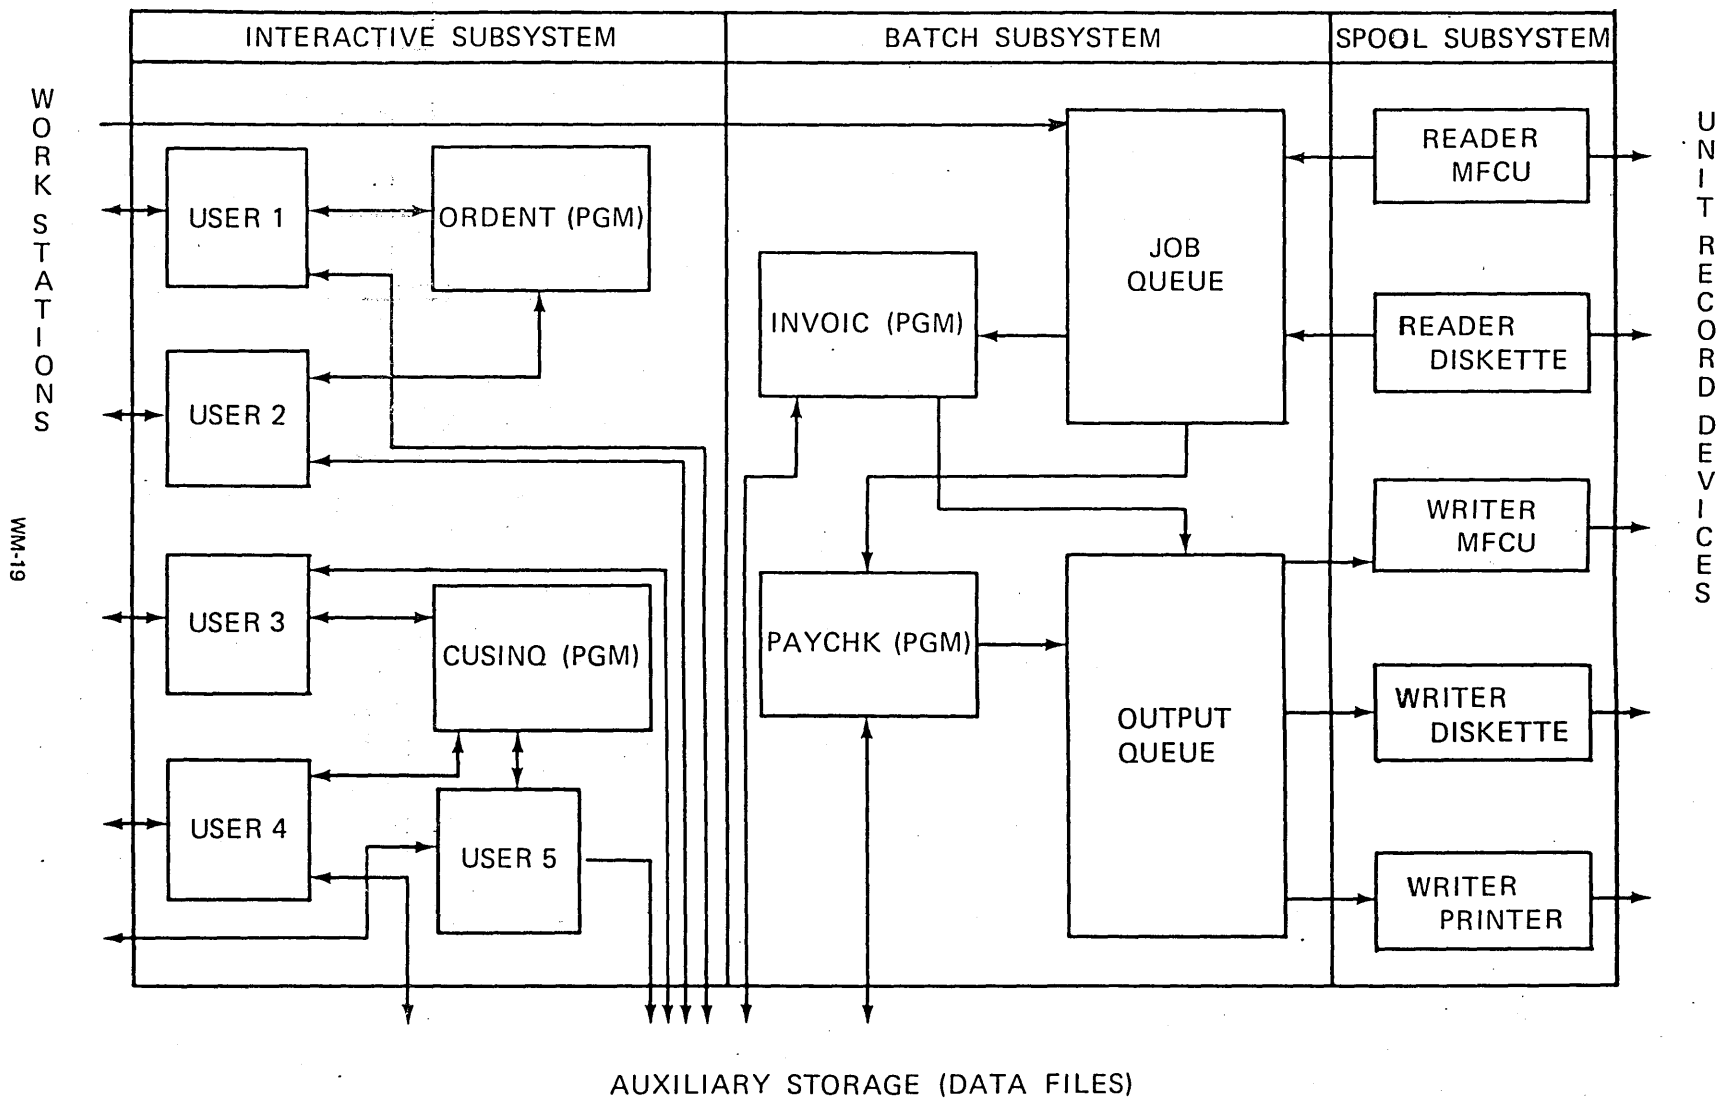 INTERACTIVE SUBSYSTEM
BATCH SUBSYSTEM
SPOOL SUBSYSTEM
WORK STATIONS
USER 1
ORDENT (PGM)
USER 2
USER 3
CUSINQ (PGM)
USER 4
USER 5
INVOIC (PGM)
JOB
QUEUE
PAYCHK (PGM)
OUTPUT
QUEUE
READER
MFCU
READER
DISKETTE
WRITER
MFCU
WRITER
DISKETTE
WRITER
PRINTER
UNIT RECORD DEVICES
WM-19
AUXILIARY STORAGE (DATA FILES)